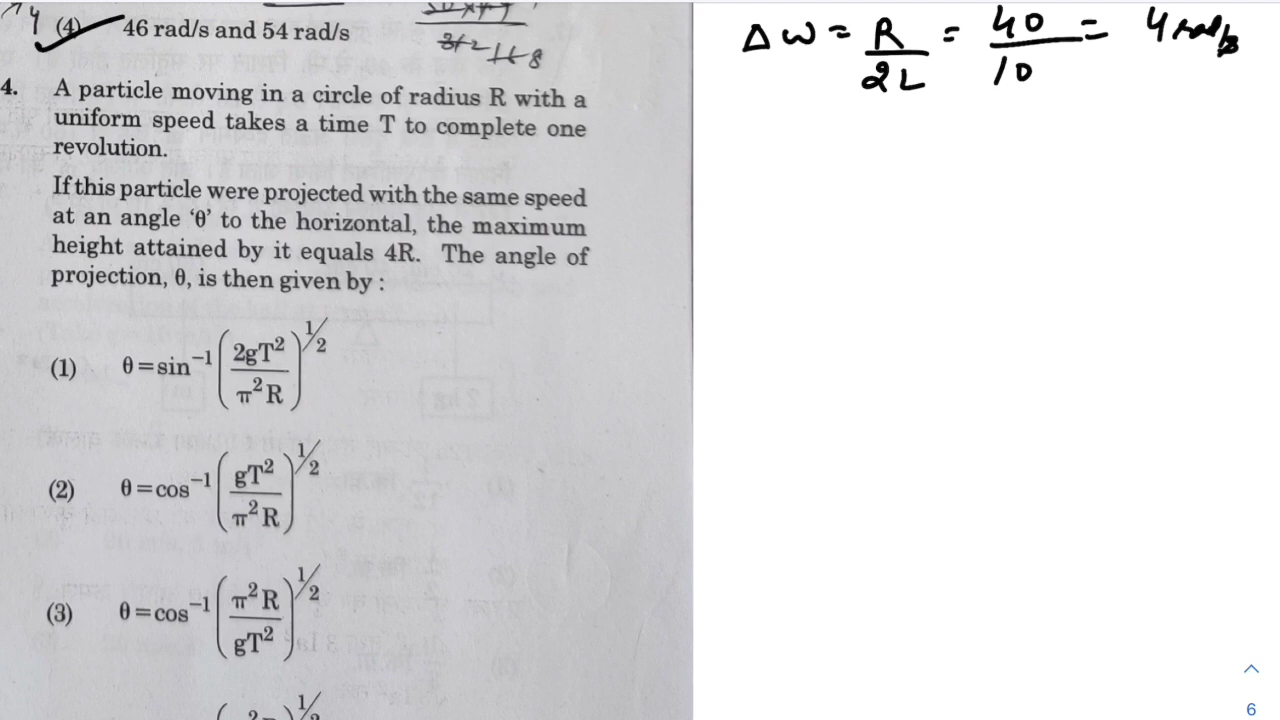 (4) 46 rad/s and 54 rad/s
Δω = R/2L = 40/10 = 4 rad/s
4. A particle moving in a circle of radius R with a
uniform speed takes a time T to complete one
revolution.
If this particle were projected with the same speed
at an angle ‘θ’ to the horizontal, the maximum
height attained by it equals 4R. The angle of
projection, θ, is then given by :
(1) θ = sin⁻¹ (2gT²/π²R)^1/2
(2) θ = cos⁻¹ (gT²/π²R)^1/2
(3) θ = cos⁻¹ (π²R/gT²)^1/2
6